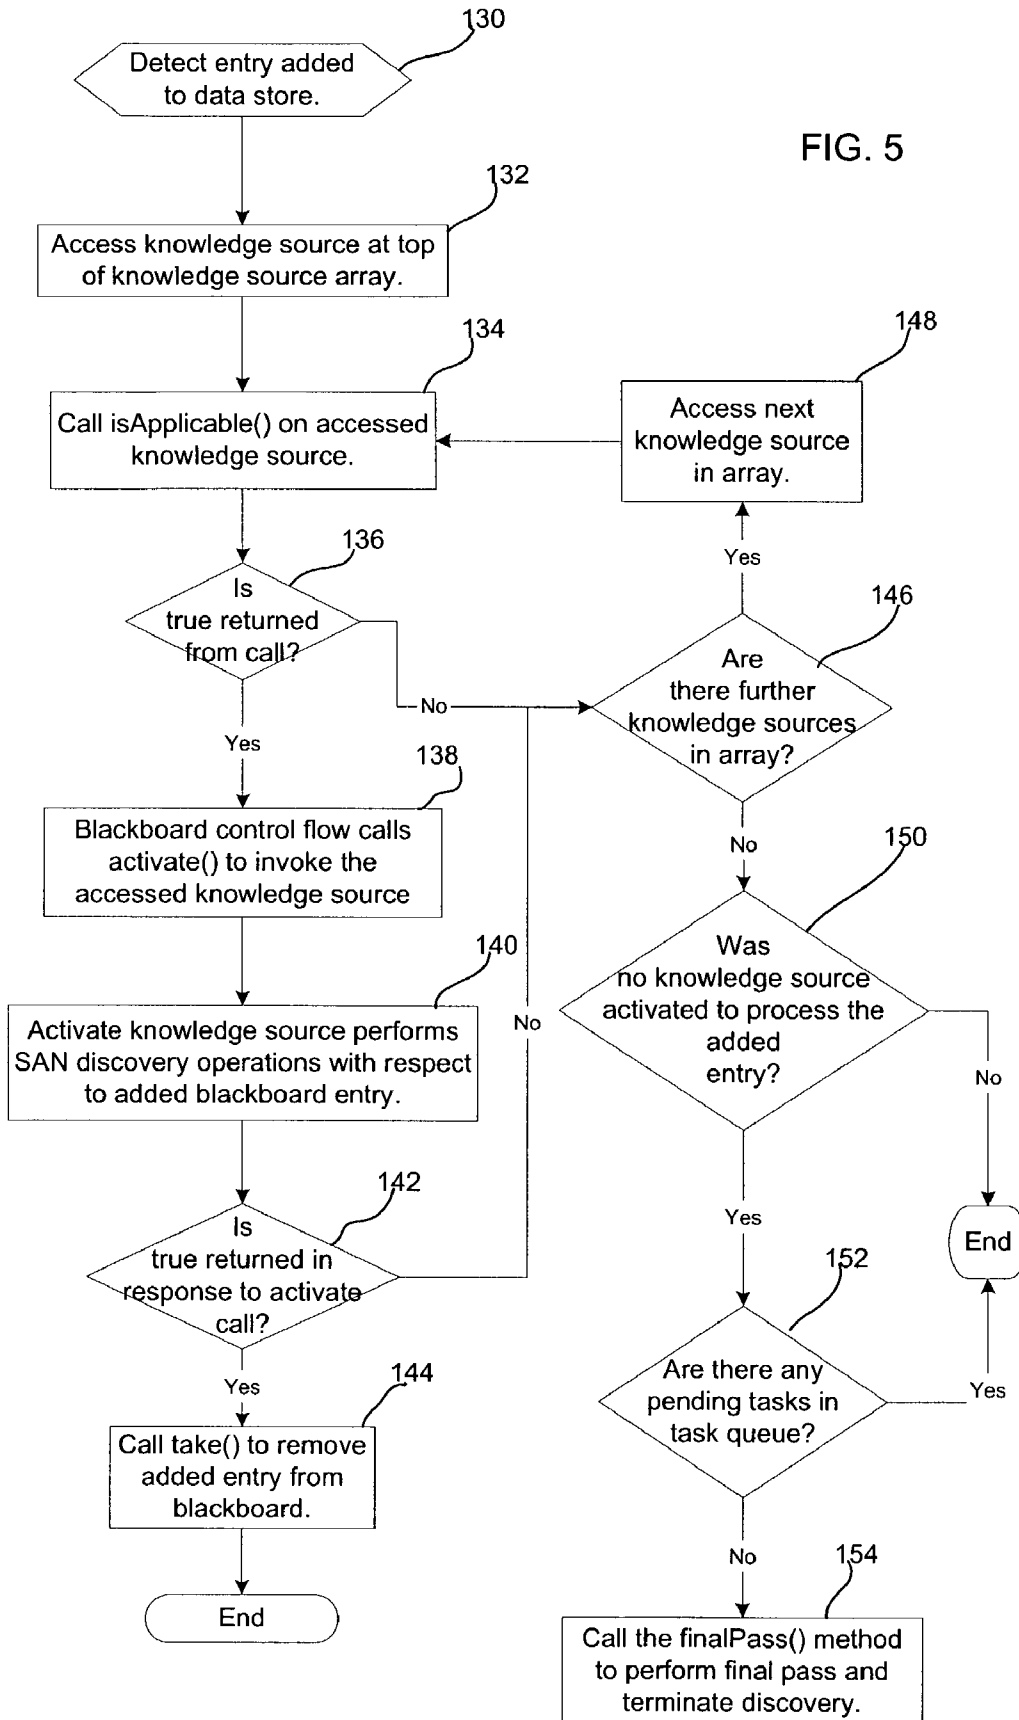 130
Detect entry added
to data store.
FIG. 5
132
Access knowledge source at top
of knowledge source array.
134
Call isApplicable() on accessed
knowledge source.
148
Access next
knowledge source
in array.
136
Is
true returned
from call?
Yes
146
Are
there further
knowledge sources
in array?
No
Yes
138
Blackboard control flow calls
activate() to invoke the
accessed knowledge source
No
150
Was
no knowledge source
activated to process the
added
entry?
140
Activate knowledge source performs
SAN discovery operations with respect
to added blackboard entry.
No
No
142
Is
true returned in
response to activate
call?
Yes
End
152
Are there any
pending tasks in
task queue?
Yes
Yes
144
Call take() to remove
added entry from
blackboard.
No
154
End
Call the finalPass() method
to perform final pass and
terminate discovery.